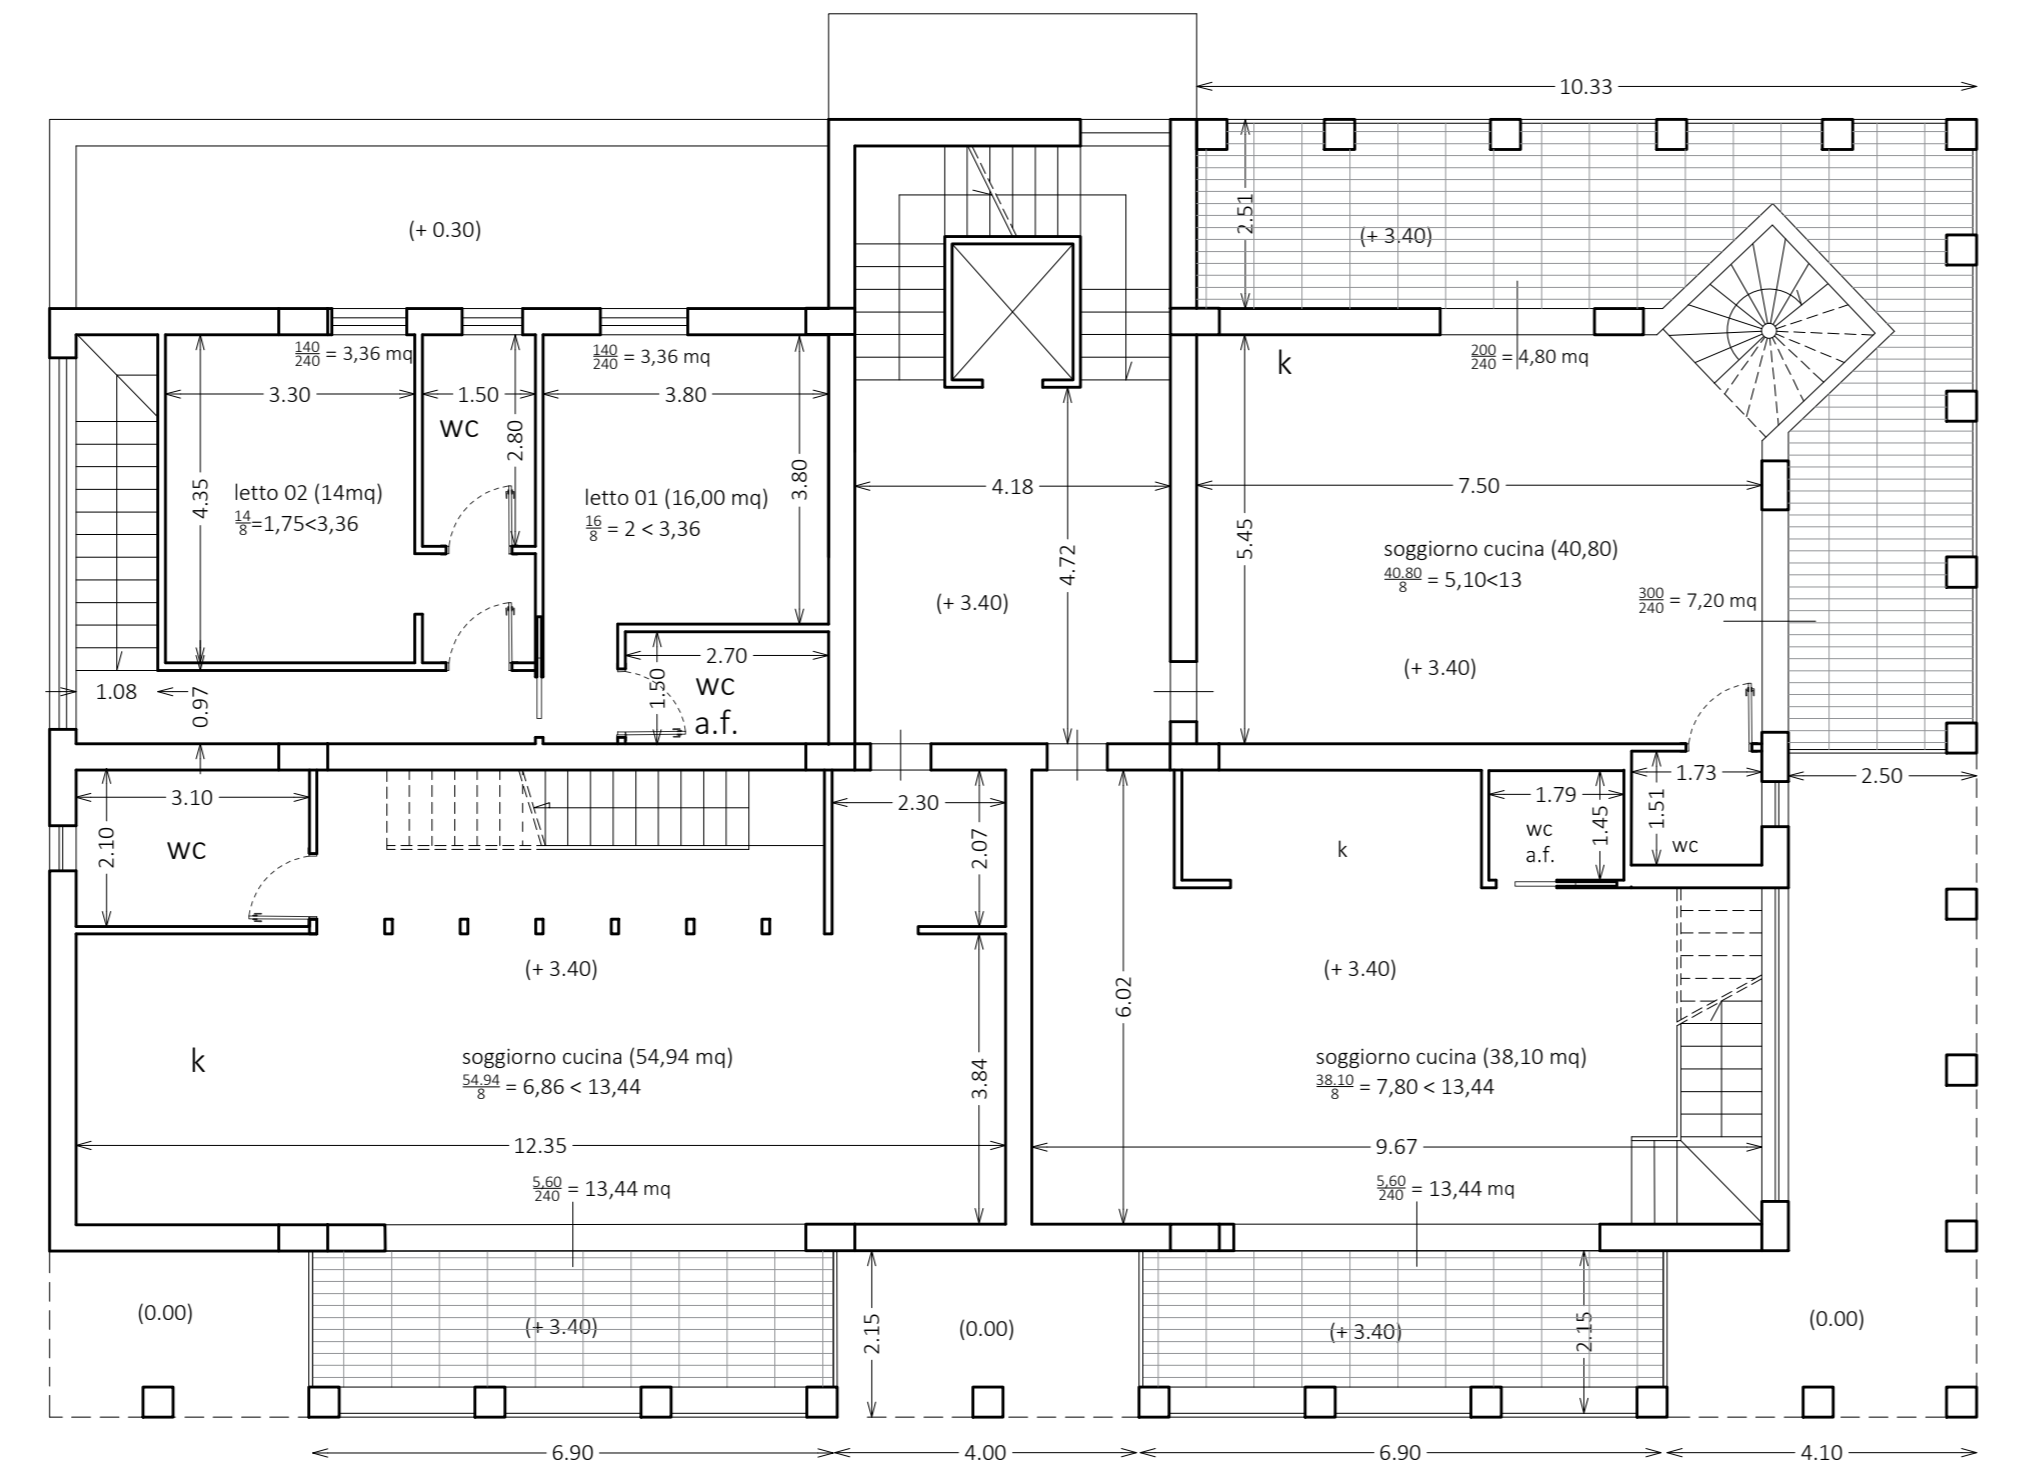 10.33
2.51
(+ 0.30)
(+ 3.40)
140/240 = 3,36 mq
140/240 = 3,36 mq
k
200/240 = 4,80 mq
3.30
1.50
3.80
wc
2.80
4.35
letto 02 (14mq)
14/8 =1,75<3,36
letto 01 (16,00 mq)
16/8 = 2 < 3,36
3.80
4.18
7.50
4.72
5.45
soggiorno cucina (40,80)
40.80/8 = 5,10<13
300/240 = 7,20 mq
(+ 3.40)
(+ 3.40)
2.70
1.50
wc
a.f.
1.08
0.97
3.10
2.10
wc
2.30
2.07
1.79
1.45
wc
a.f.
k
1.73
1.51
wc
2.50
(+ 3.40)
6.02
(+ 3.40)
k
soggiorno cucina (54,94 mq)
54.94/8 = 6,86 < 13,44
3.84
soggiorno cucina (38,10 mq)
38.10/8 = 7,80 < 13,44
12.35
9.67
5,60/240 = 13,44 mq
5,60/240 = 13,44 mq
(0.00)
(+ 3.40)
2.15
(0.00)
(+ 3.40)
2.15
(0.00)
6.90
4.00
6.90
4.10